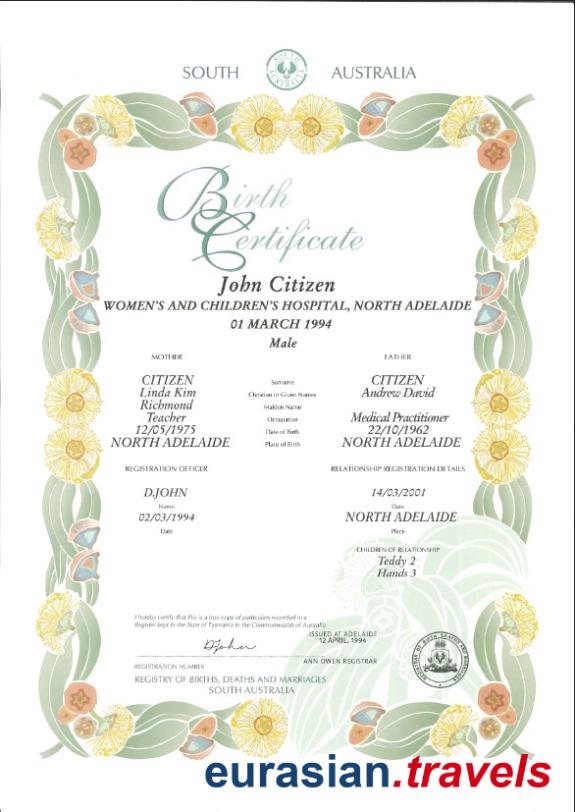 SOUTH AUSTRALIA
SOUTH AUSTRALIA
Birth
Certificate
John Citizen
WOMEN'S AND CHILDREN'S HOSPITAL, NORTH ADELAIDE
01 MARCH 1994
Male
MOTHER FATHER
CITIZEN Surname CITIZEN
Linda Kim Christian or Given Names Andrew David
Richmond Maiden Name
Teacher Occupation Medical Practitioner
12/05/1975 Date of Birth 22/10/1962
NORTH ADELAIDE Place of Birth NORTH ADELAIDE
REGISTRATION OFFICER RELATIONSHIP REGISTRATION DETAILS
D.JOHN 14/03/2001
Name Date
02/03/1994 NORTH ADELAIDE
Date Place
CHILDREN OF RELATIONSHIP
Teddy 2
Hands 3
I hereby certify that this is a true copy of particulars recorded in a
Register kept in the State of Tasmania in the Commonwealth of Australia
ISSUED AT ADELAIDE
12 APRIL, 1994
DJohn
ANN OWEN REGISTRAR
REGISTRATION NUMBER
REGISTRY OF BIRTHS, DEATHS AND MARRIAGES
SOUTH AUSTRALIA
eurasian.travels